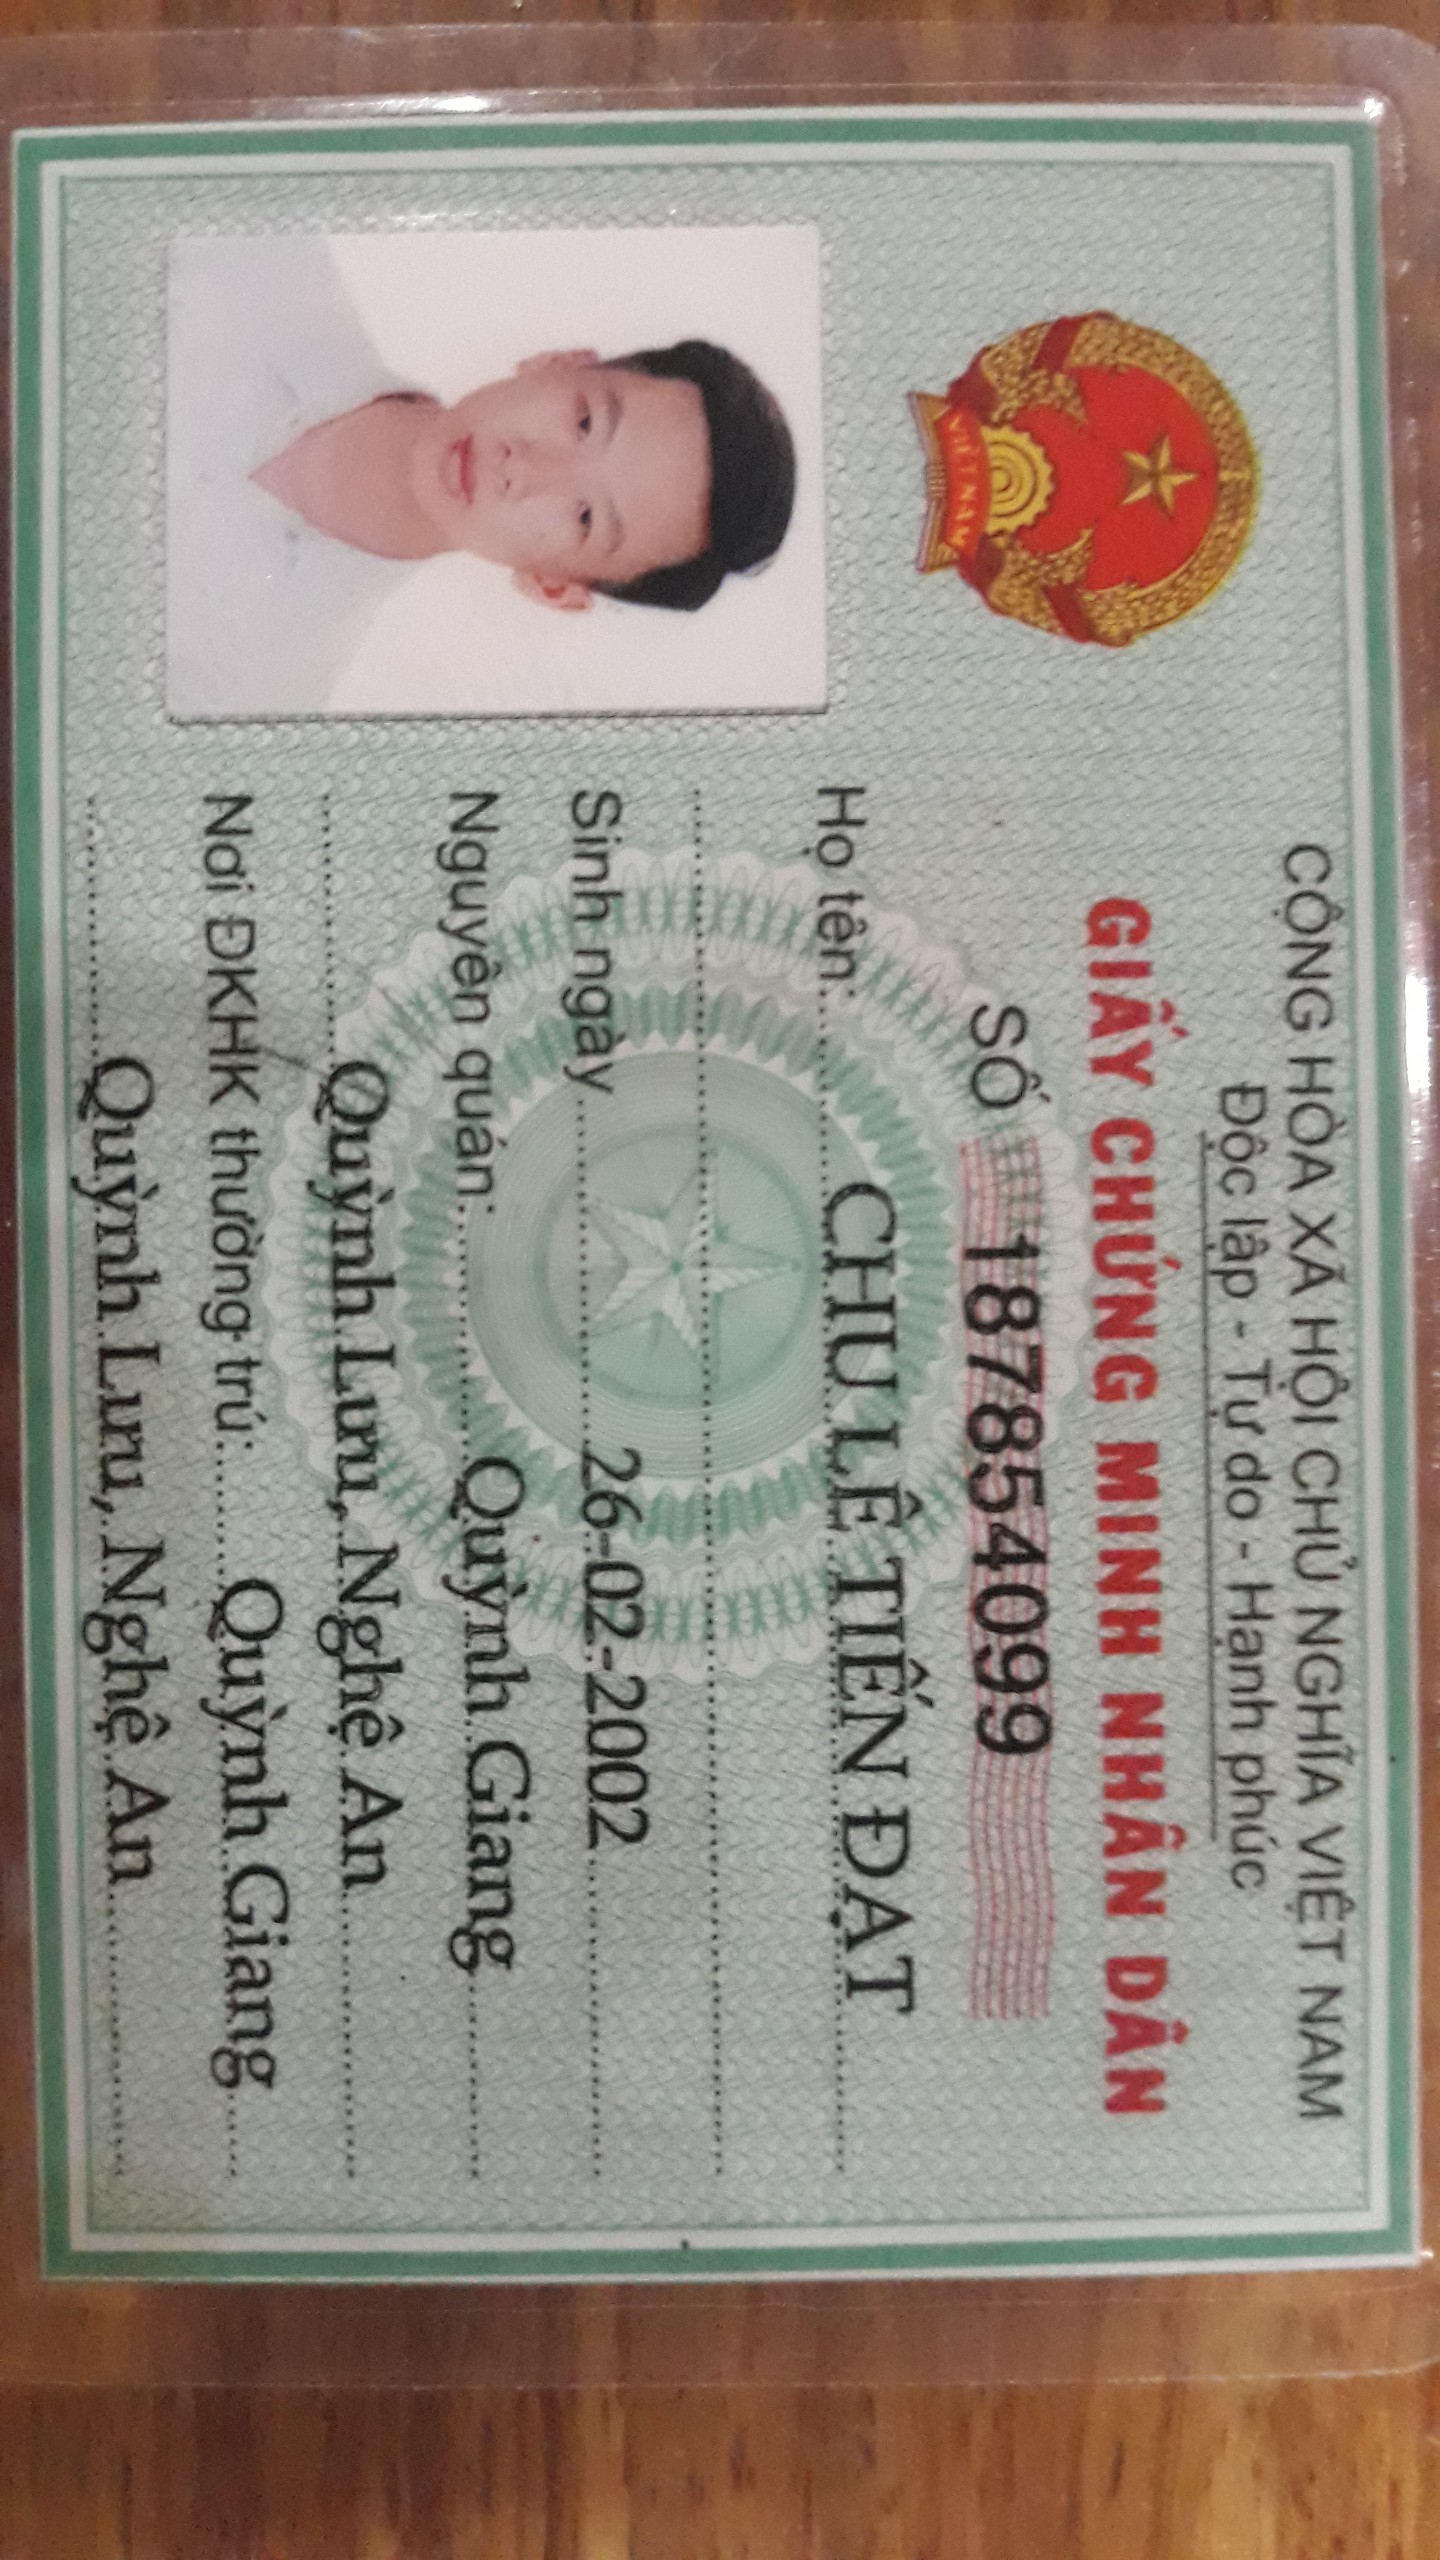 CỘNG HÒA XÃ HỘI CHỦ NGHĨA VIỆT NAM
Độc lập - Tự do - Hạnh phúc
GIẤY CHỨNG MINH NHÂN DÂN
SỐ 187854099
VIỆT NAM
Họ tên: CHU LÊ TIẾN ĐẠT
Sinh ngày 26-02-2002
Nguyên quán: Quỳnh Giang
Quỳnh Lưu, Nghệ An
Nơi ĐKHK thường trú: Quỳnh Giang
Quỳnh Lưu, Nghệ An